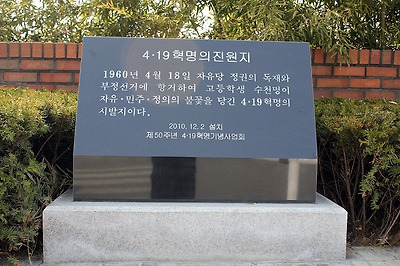 4·19혁명의진원지
1960년 4월 18일 자유당 정권의 독재와
부정선거에 항거하여 고등학생 수천명이
자유·민주·정의의 불꽃을 당긴 4·19혁명의
시발지이다.
2010. 12. 2 설치
제50주년 4·19혁명기념사업회